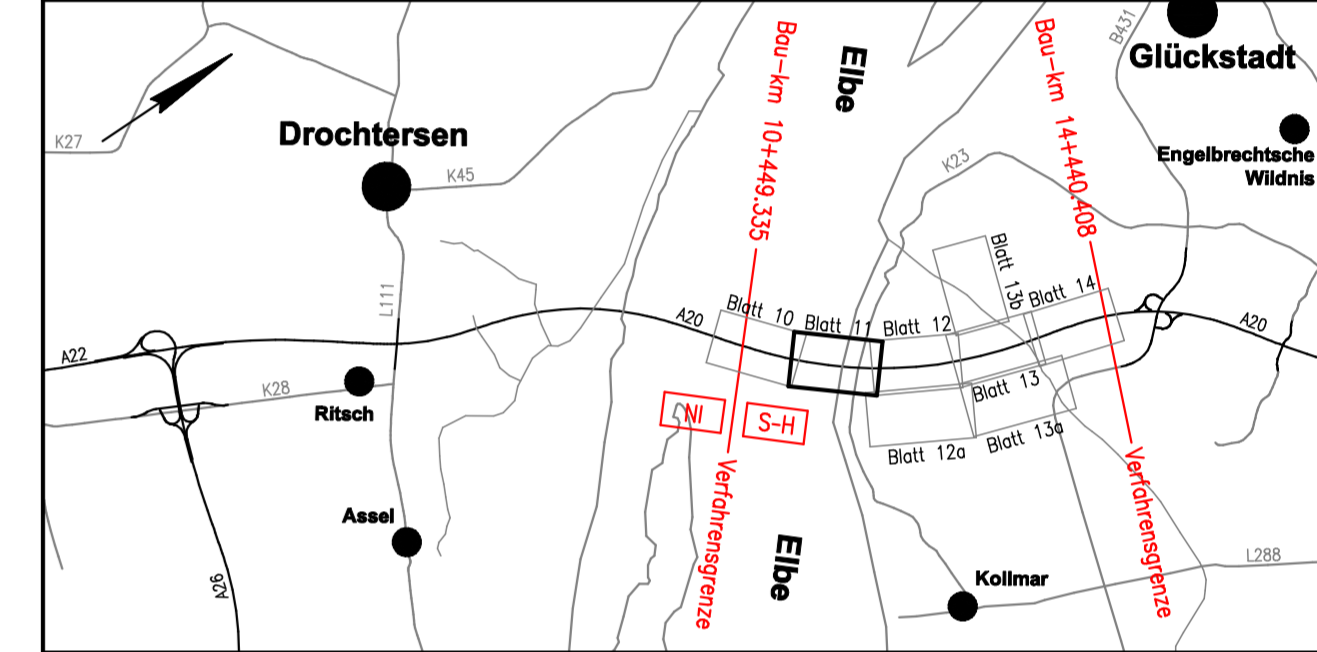 B431
Glückstadt
Elbe
Bau-km 10+449.335
Bau-km 14+440.408
K27
Drochtersen
Engelbrechtsche
Wildnis
K45
K23
L111
Blatt 13b
Blatt 14
Blatt 10
Blatt 11
Blatt 12
A20
A20
A22
K28
Ritsch
Blatt 13
NI
S-H
Blatt 13a
Blatt 12a
Verfahrensgrenze
Verfahrensgrenze
Assel
Elbe
A26
Kollmar
L288